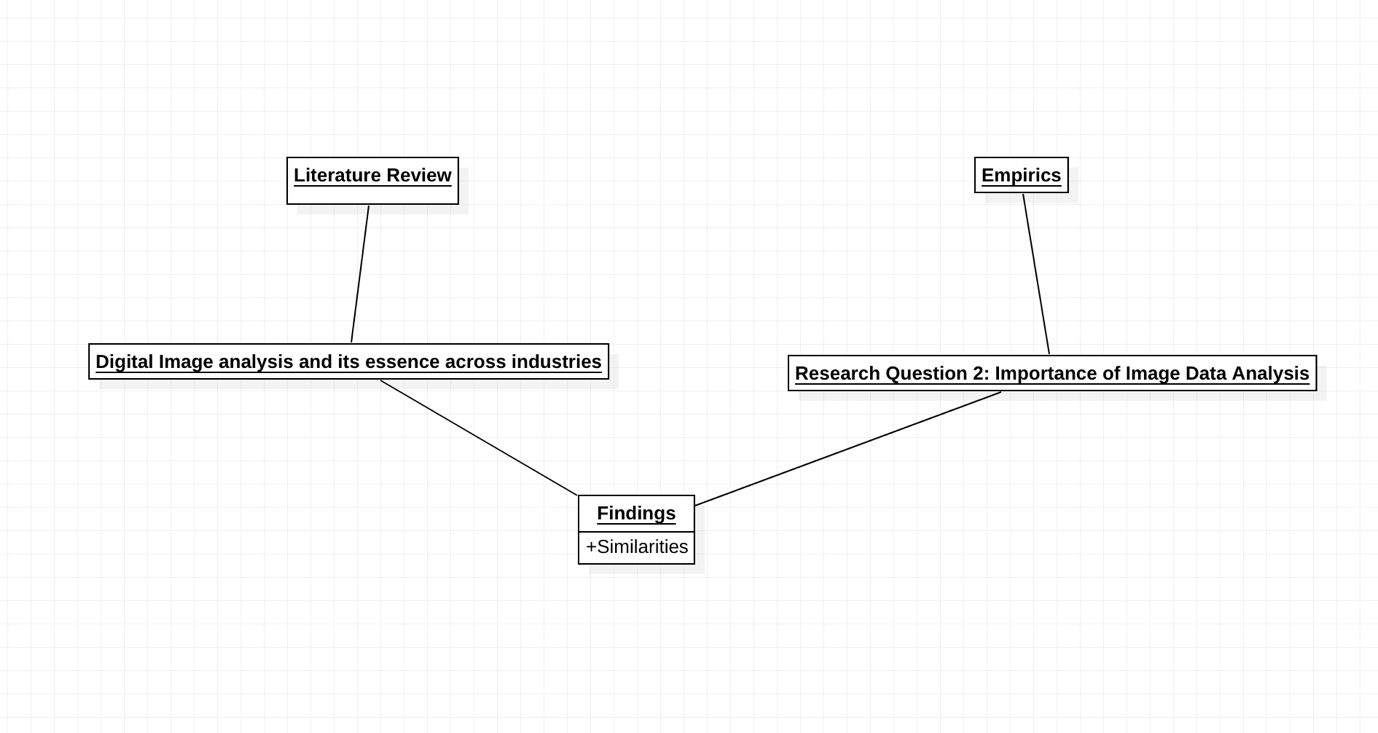 Literature Review
Empirics
Digital Image analysis and its essence across industries
Research Question 2: Importance of Image Data Analysis
Findings
+Similarities